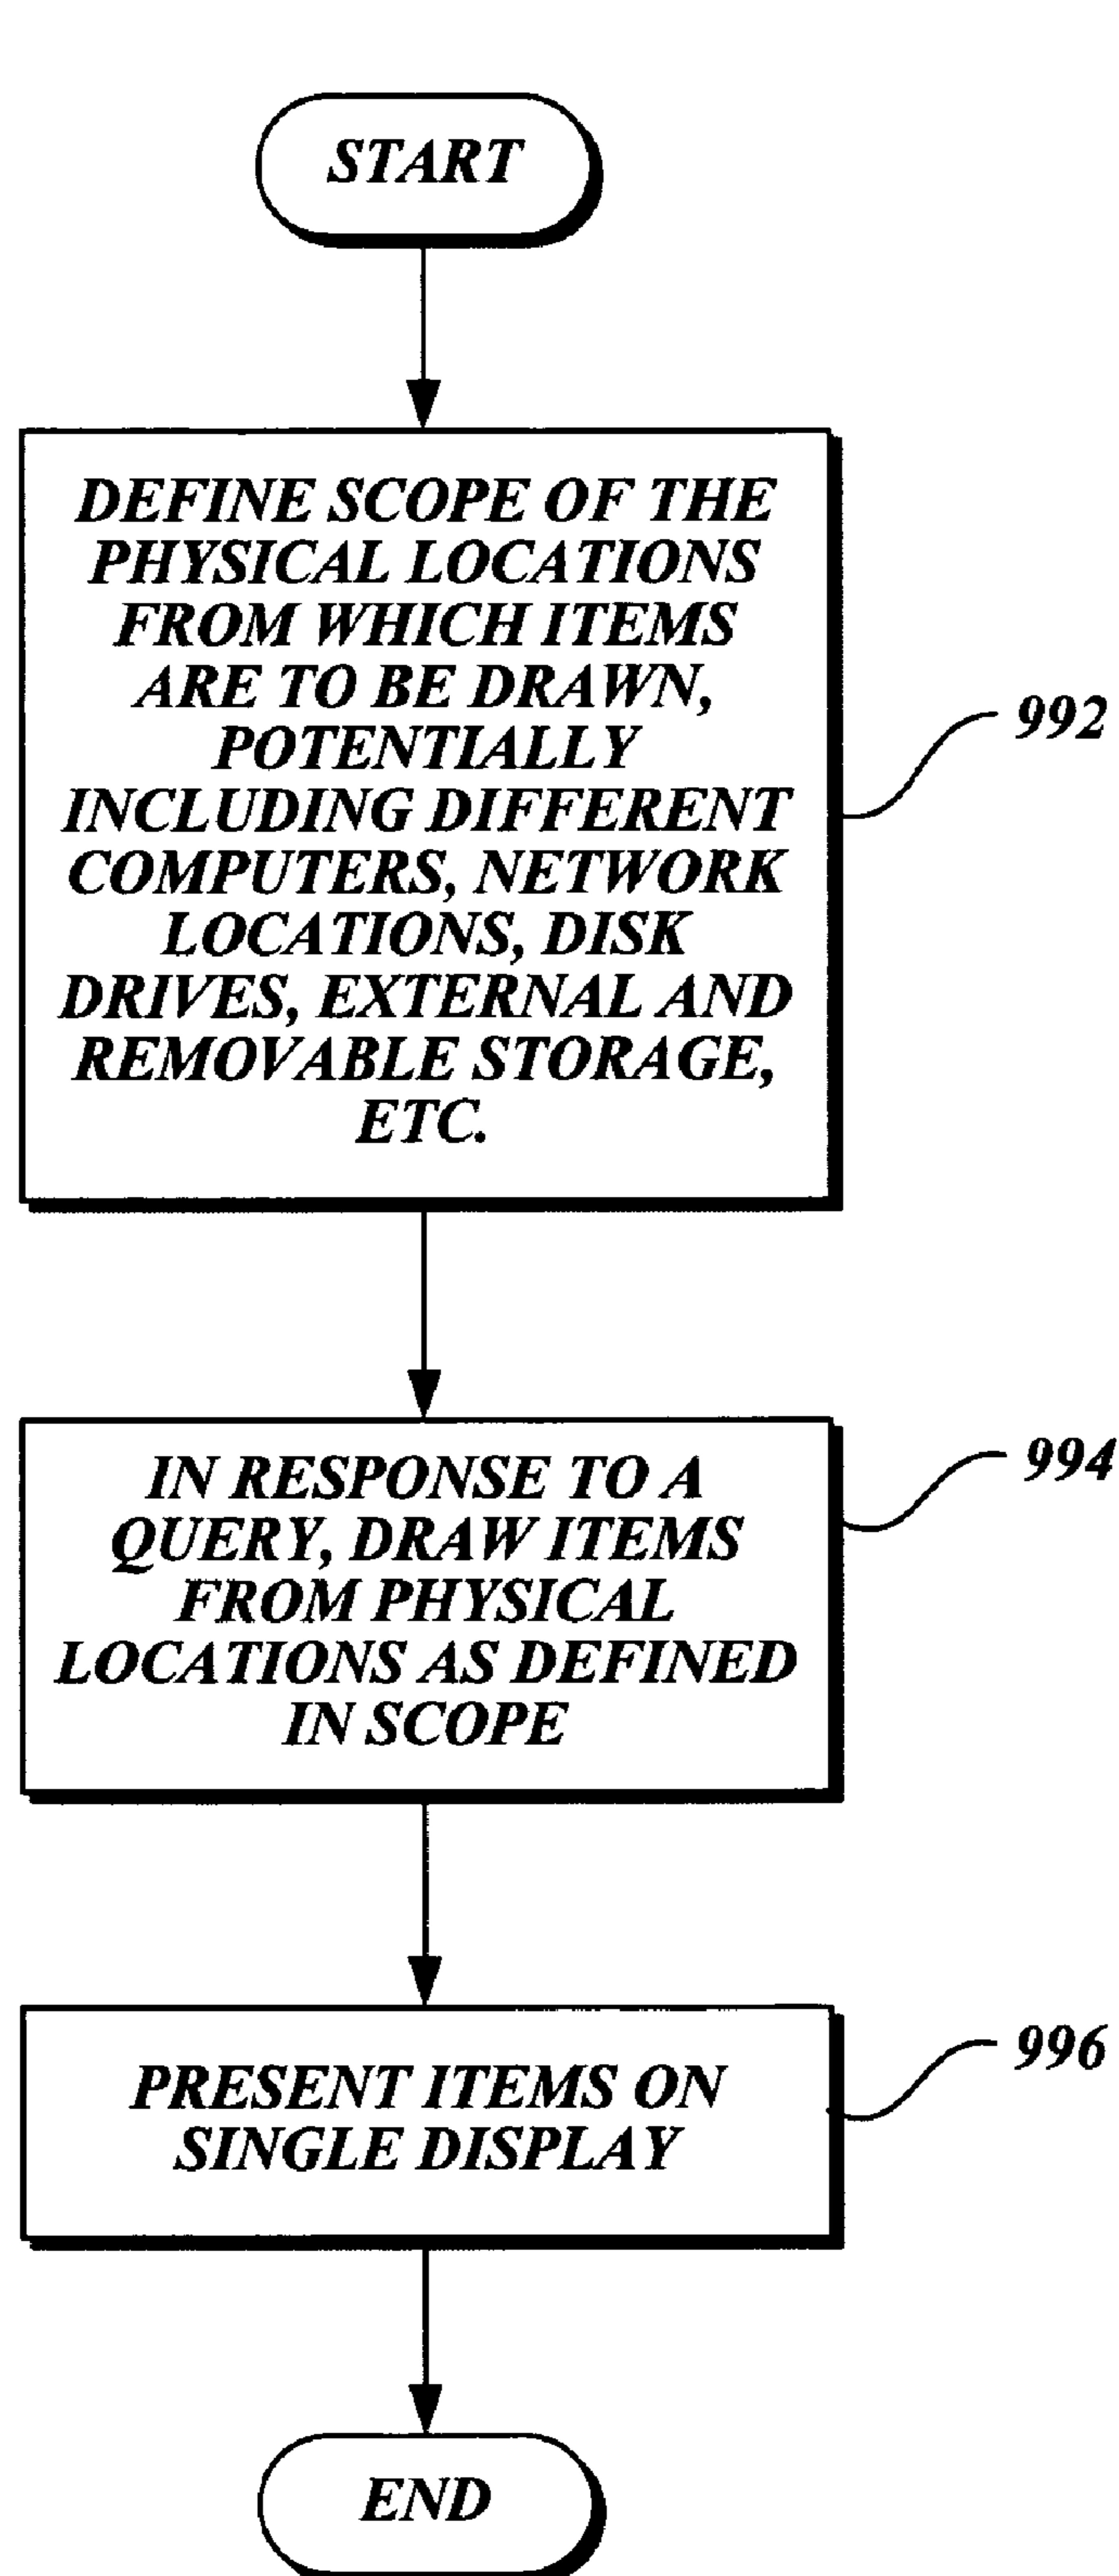 START
DEFINE SCOPE OF THE
PHYSICAL LOCATIONS
FROM WHICH ITEMS
ARE TO BE DRAWN,
POTENTIALLY
INCLUDING DIFFERENT
COMPUTERS, NETWORK
LOCATIONS, DISK
DRIVES, EXTERNAL AND
REMOVABLE STORAGE,
ETC.
992
IN RESPONSE TO A
QUERY, DRAW ITEMS
FROM PHYSICAL
LOCATIONS AS DEFINED
IN SCOPE
994
PRESENT ITEMS ON
SINGLE DISPLAY
996
END